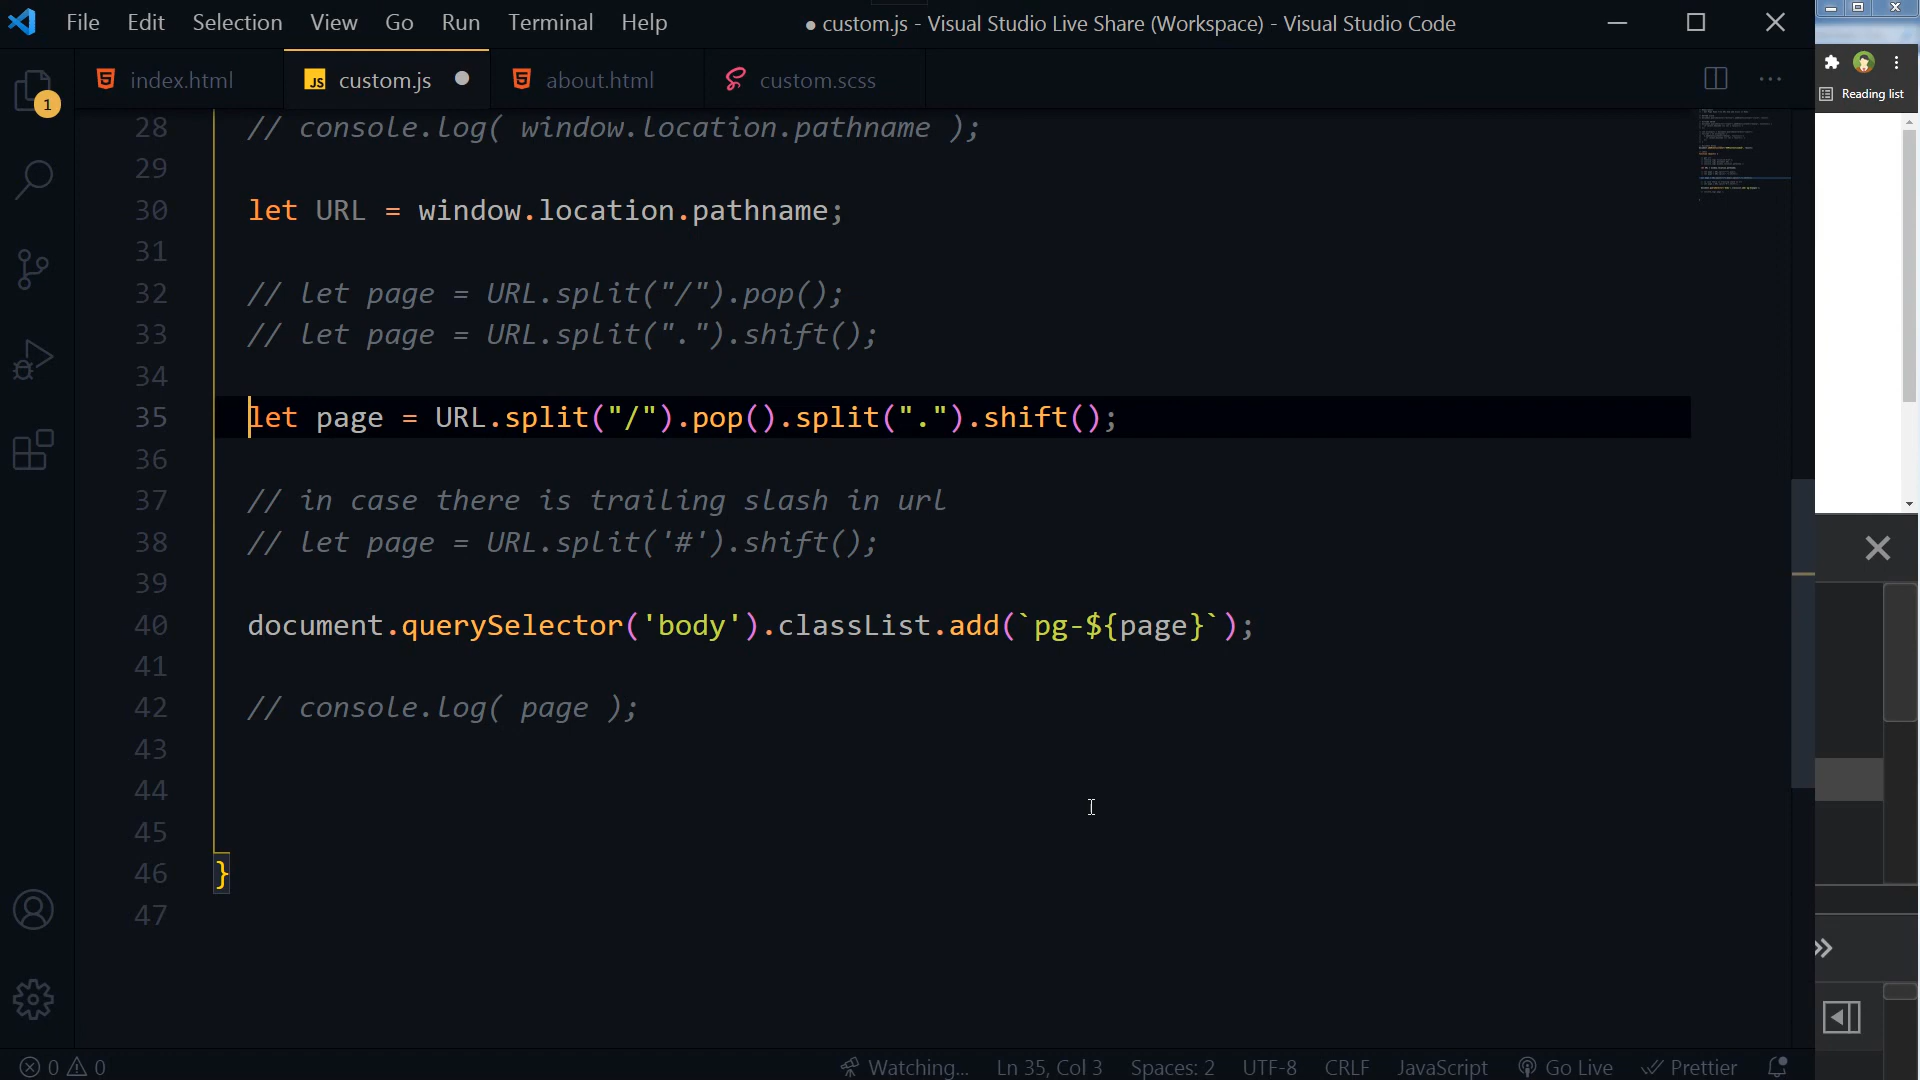 File Edit Selection View Go Run Terminal Help ● custom.js - Visual Studio Live Share (Workspace) - Visual Studio Code
index.html JS custom.js ● about.html custom.scss
Reading list
1
28 // console.log( window.location.pathname );
29
30 let URL = window.location.pathname;
31
32 // let page = URL.split("/").pop();
33 // let page = URL.split(".").shift();
34
35 let page = URL.split("/").pop().split(".").shift();
36
37 // in case there is trailing slash in url
38 // let page = URL.split('#').shift();
39
40 document.querySelector('body').classList.add(`pg-${page}`);
41
42 // console.log( page );
43
44
45
46 }
47
0 0 Watching... Ln 35, Col 3 Spaces: 2 UTF-8 CRLF JavaScript Go Live Prettier